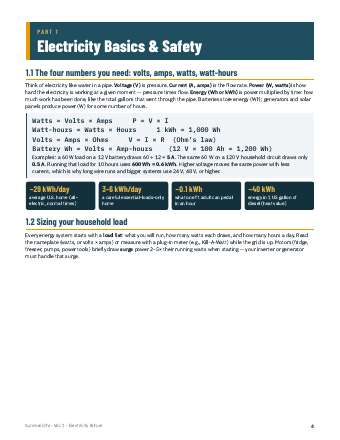 PART 1
Electricity Basics & Safety
1.1 The four numbers you need: volts, amps, watts, watt-hours
Think of electricity like water in a pipe. Voltage (V) is pressure. Current (A, amps) is the flow rate. Power (W, watts) is how
hard the electricity is working at a given moment — pressure times flow. Energy (Wh or kWh) is power multiplied by time: how
much work has been done, like the total gallons that went through the pipe. Batteries store energy (Wh); generators and solar
panels produce power (W) for some number of hours.
Watts = Volts × Amps P = V × I
Watt-hours = Watts × Hours 1 kWh = 1,000 Wh
Volts = Amps × Ohms V = I × R (Ohm's law)
Battery Wh = Volts × Amp-hours (12 V × 100 Ah = 1,200 Wh)
Examples: a 60 W load on a 12 V battery draws 60 ÷ 12 = 5 A. The same 60 W on a 120 V household circuit draws only
0.5 A. Running that load for 10 hours uses 600 Wh = 0.6 kWh. Higher voltage moves the same power with less
current, which is why long wire runs and bigger systems use 24 V, 48 V, or higher.
~29 kWh/day
average U.S. home (all-
electric, normal times)
3-6 kWh/day
a careful essentials-only
home
~0.1 kWh
what one fit adult can pedal
in an hour
~40 kWh
energy in 1 US gallon of
diesel (heat value)
1.2 Sizing your household load
Every energy system starts with a load list: what you will run, how many watts each draws, and how many hours a day. Read
the nameplate (watts, or volts × amps) or measure with a plug-in meter (e.g., Kill-A-Watt) while the grid is up. Motors (fridge,
freezer, pumps, power tools) briefly draw surge power 2–3× their running watts when starting — your inverter or generator
must handle that surge.
4